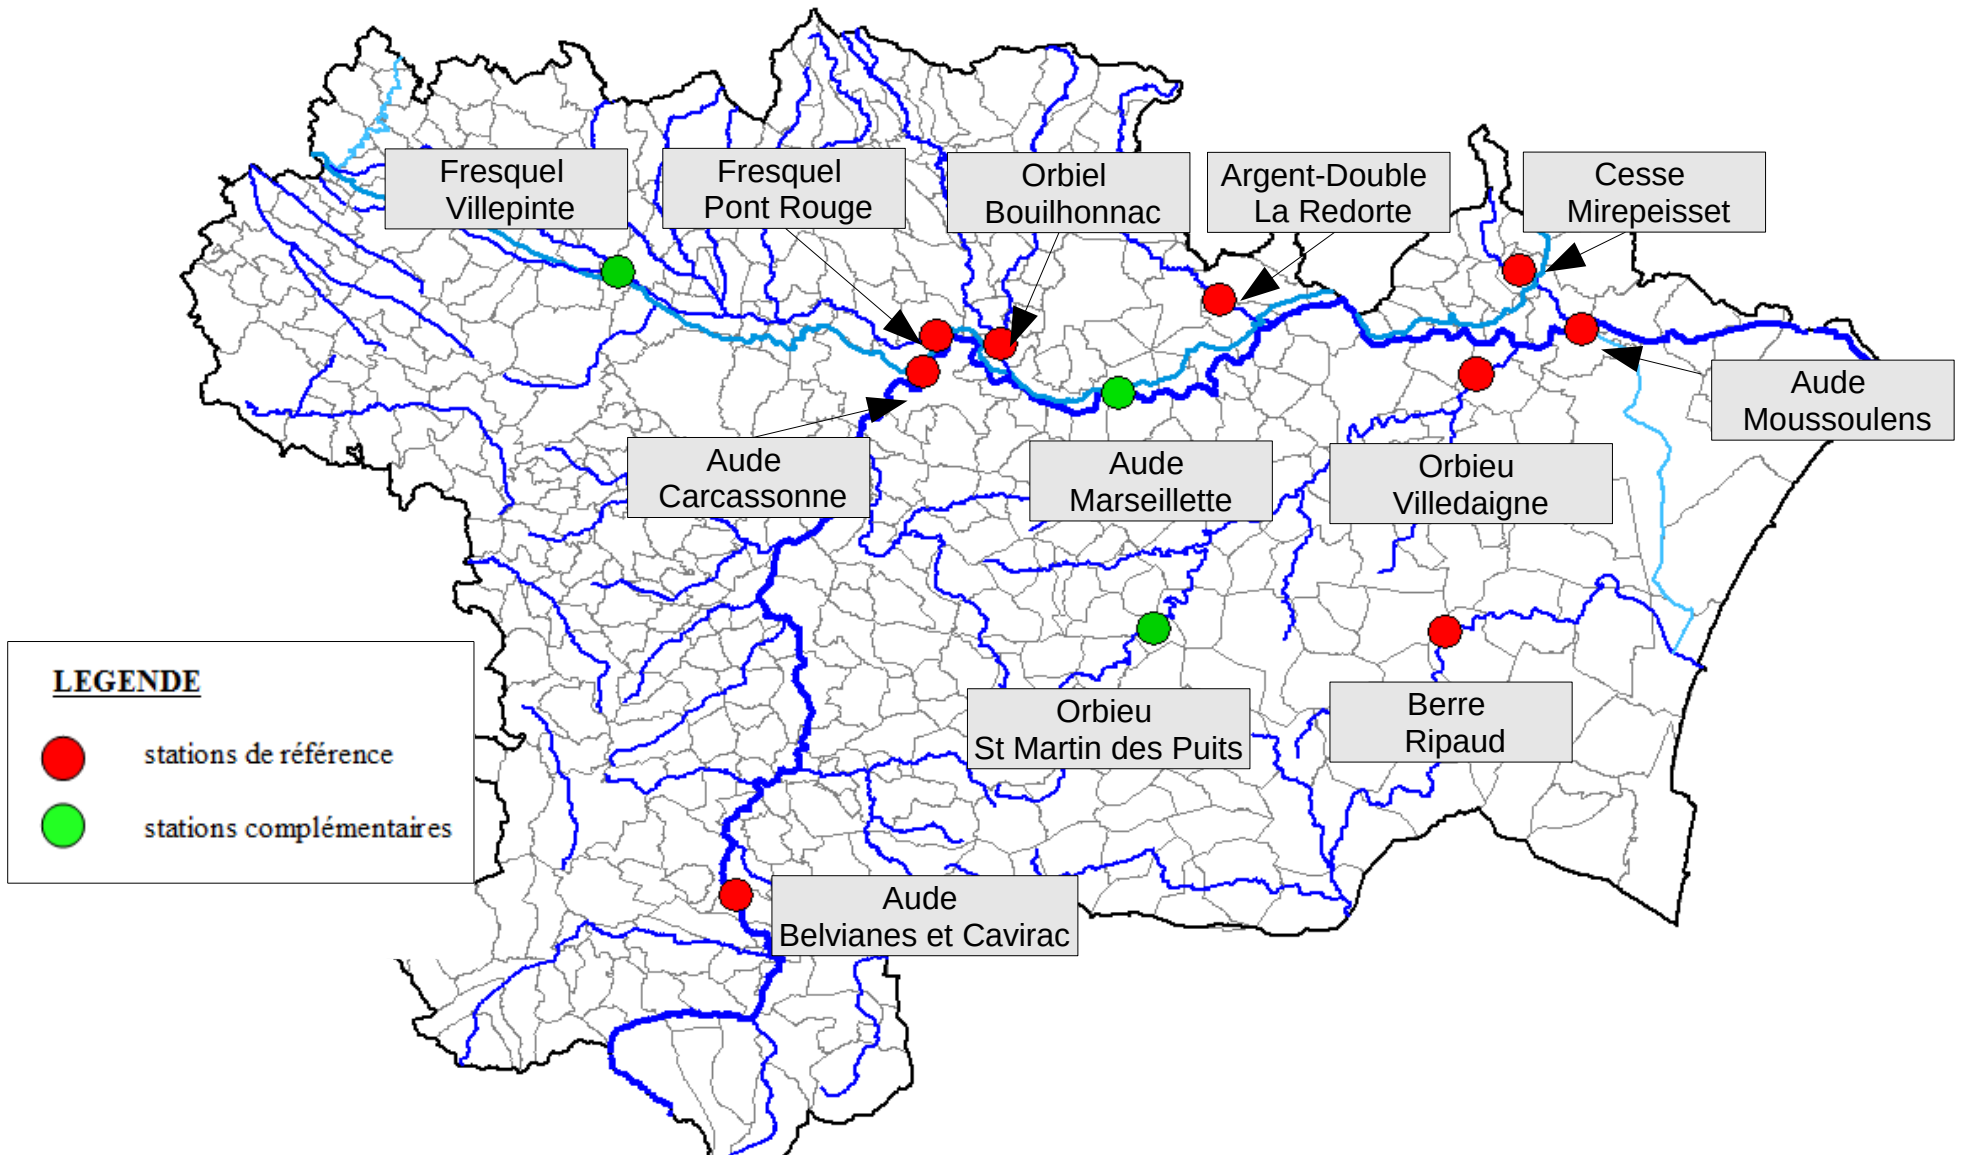 Fresquel
Villepinte
Fresquel
Pont Rouge
Orbiel
Bouilhonnac
Argent-Double
La Redorte
Cesse
Mirepeisset
Aude
Moussoulens
Aude
Carcassonne
Aude
Marseillette
Orbieu
Villedaigne
Orbieu
St Martin des Puits
Berre
Ripaud
Aude
Belvianes et Cavirac
LEGENDE
stations de référence
stations complémentaires